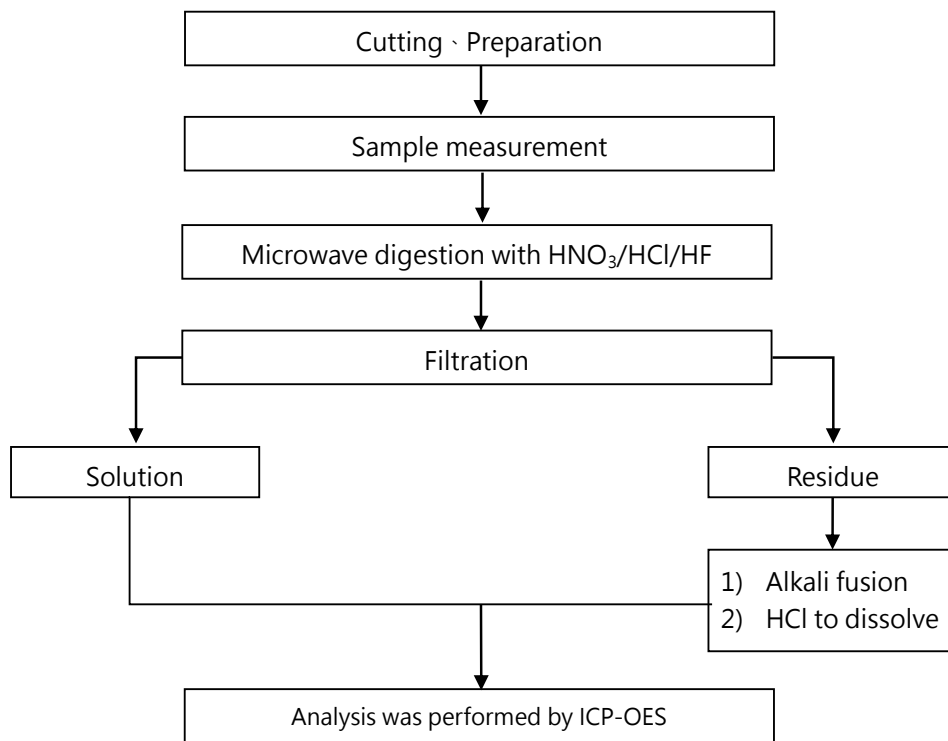 Cutting、Preparation
Sample measurement
Microwave digestion with HNO₃/HCl/HF
Filtration
Solution
Residue
1) Alkali fusion
2) HCl to dissolve
Analysis was performed by ICP-OES